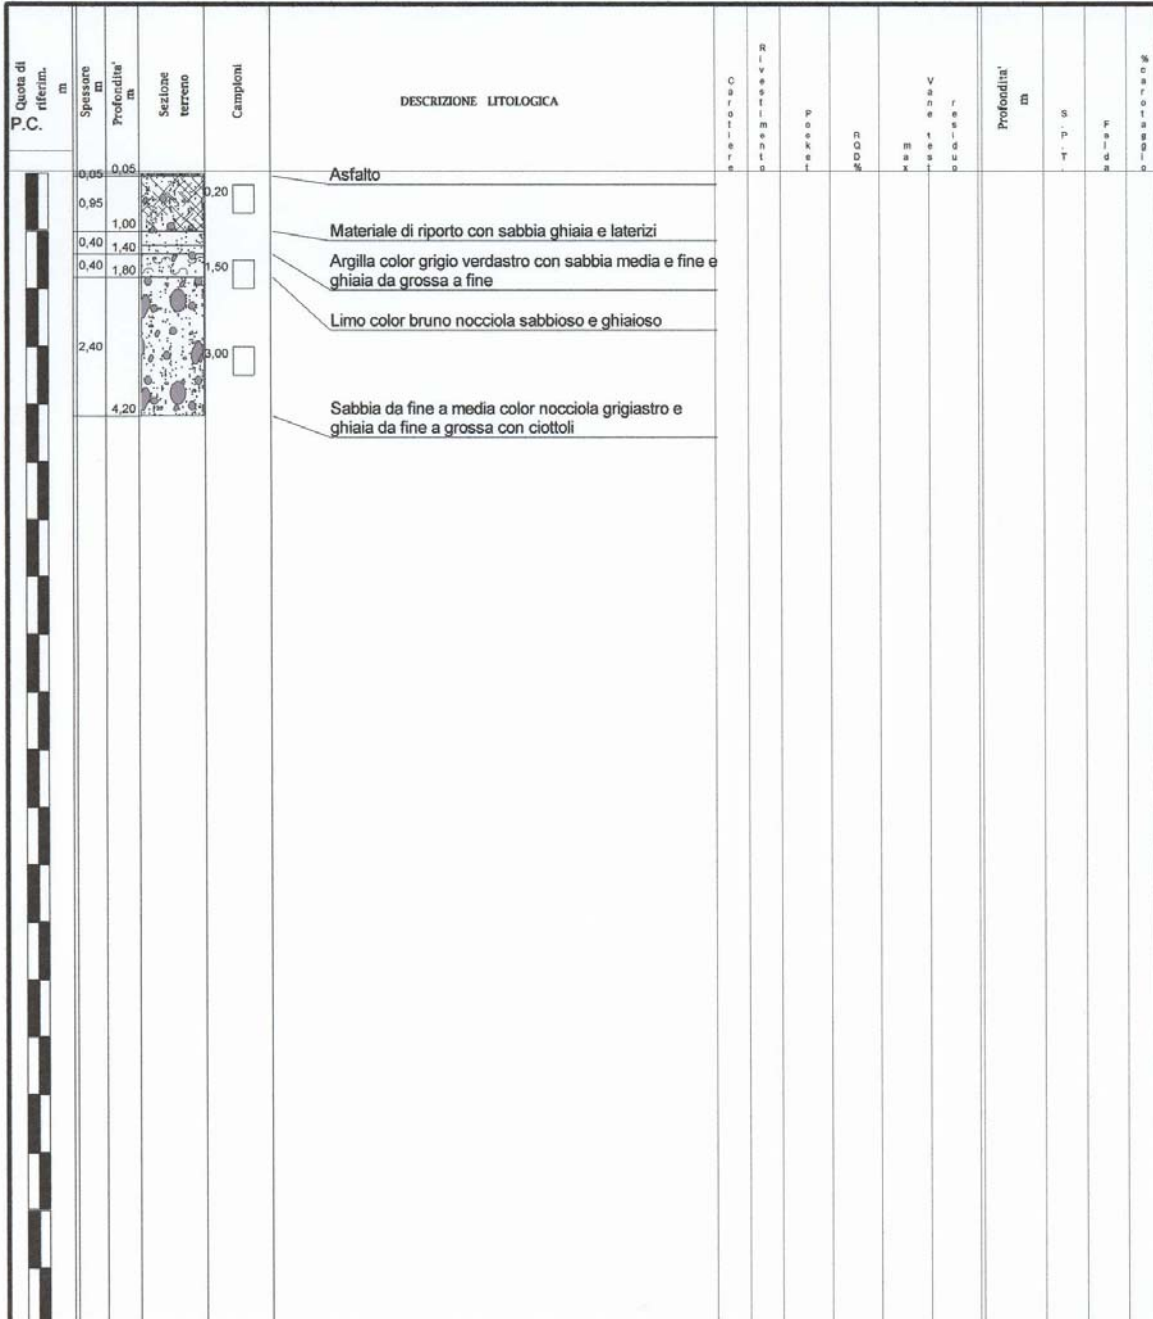 Quota di
riferim.
m
P.C.
Spessore
m
Profondita'
m
Sezione
terreno
Campioni
DESCRIZIONE LITOLOGICA
Carotiere
Rivestimento
Pocket
RQD%
max
Vane test
residuo
Profondita'
m
S.P.T.
Falda
%carotaggio
0,05 0,05
Asfalto
0,20
0,95
1,00
Materiale di riporto con sabbia ghiaia e laterizi
0,40 1,40
Argilla color grigio verdastro con sabbia media e fine e
ghiaia da grossa a fine
0,40 1,80
1,50
Limo color bruno nocciola sabbioso e ghiaioso
2,40
3,00
4,20
Sabbia da fine a media color nocciola grigiastro e
ghiaia da fine a grossa con ciottoli